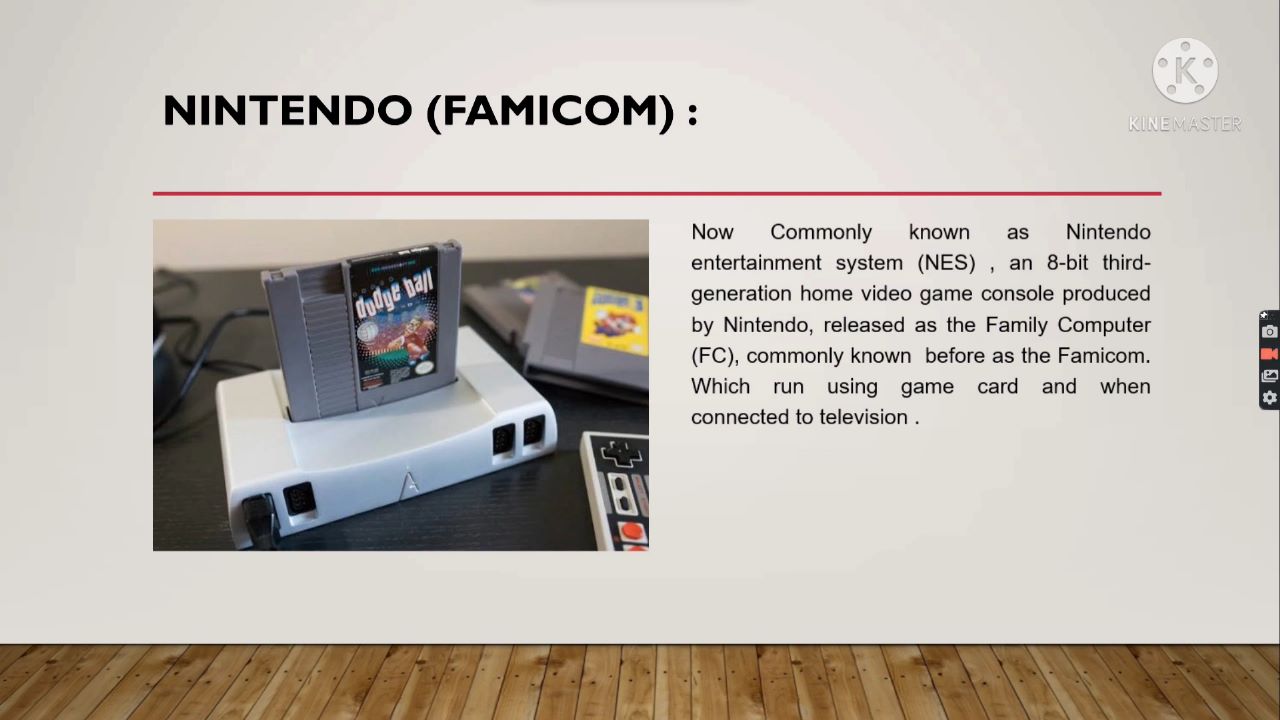 NINTENDO (FAMICOM) :
KINEMASTER
Now Commonly known as Nintendo
entertainment system (NES) , an 8-bit third-
generation home video game console produced
by Nintendo, released as the Family Computer
(FC), commonly known before as the Famicom.
Which run using game card and when
connected to television .
dodge ball